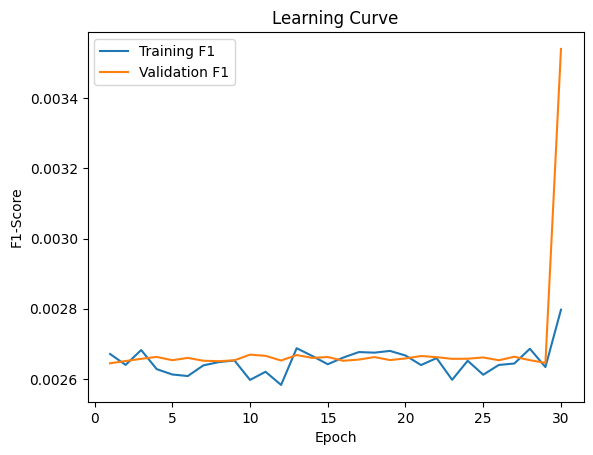 Learning Curve
Training F1
Validation F1
F1-Score
0.0034
0.0032
0.0030
0.0028
0.0026
0 5 10 15 20 25 30
Epoch